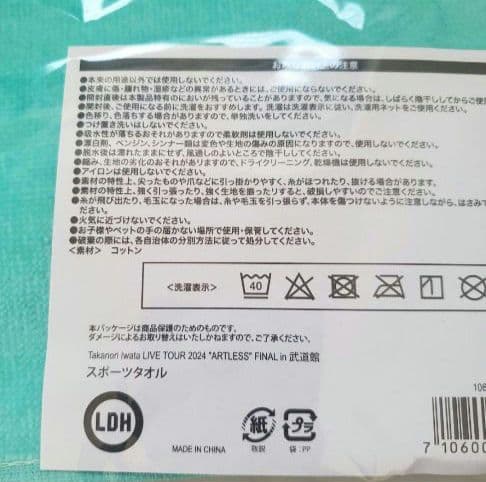 の注意
●本来の用途以外では使用しないでください。
●皮膚に傷・腫れ物・湿疹などの異常があるときには、ご使用にならないでください。
●開封直後は本製品特有のにおいが残っていることがありますので、気になる場合は、しばらく陰干ししてからご使
●開封後、ご使用になる前に洗濯をおすすめします。洗濯は洗濯表示に従い、洗濯用ネットをご使用ください。
●色移り、色落ちする場合がありますので、単独洗いをしてください。
●つけ置き洗いはしないでください。
●吸水性が落ちるおそれがありますので柔軟剤は使用しないでください。
●漂白剤、ベンジン、シンナー類は変色や生地の傷みの原因になりますので、使用しないでください。
●脱水後は濡れたままにせず、風通しのよいところで陰干ししてください。
●縮み、生地の劣化のおそれがありますので、ドライクリーニング、乾燥機は使用しないでください。
●アイロンは使用しないでください。
●素材の特性上、尖ったものや爪などに引っ掛かりやすく、糸がほつれたり、抜ける場合があります。
●素材の特性上、強く引っ張ったり、強く生地を擦ったりすると、破損しやすいのでご注意ください。
●糸が飛び出たり、毛玉になった場合は、糸や毛玉を引っ張らず、本体を傷つけないように注意しながら、はさみで
ださい。
●火気に近づけないでください。
●お子様やペットの手の届かない場所で使用・保管してください。
●破棄の際には、各自治体の分別方法に従って処分してください。
＜素材＞ コットン
＜洗濯表示＞ 40
本パッケージは商品保護のためのものです。
ダメージによるお取り替えはいたしかねますので、ご了承ください。
Takanori Iwata LIVE TOUR 2024 "ARTLESS" FINAL in 武道館
スポーツタオル
LDH
MADE IN CHINA
紙
台紙
プラ
袋：PP
106
7 10600